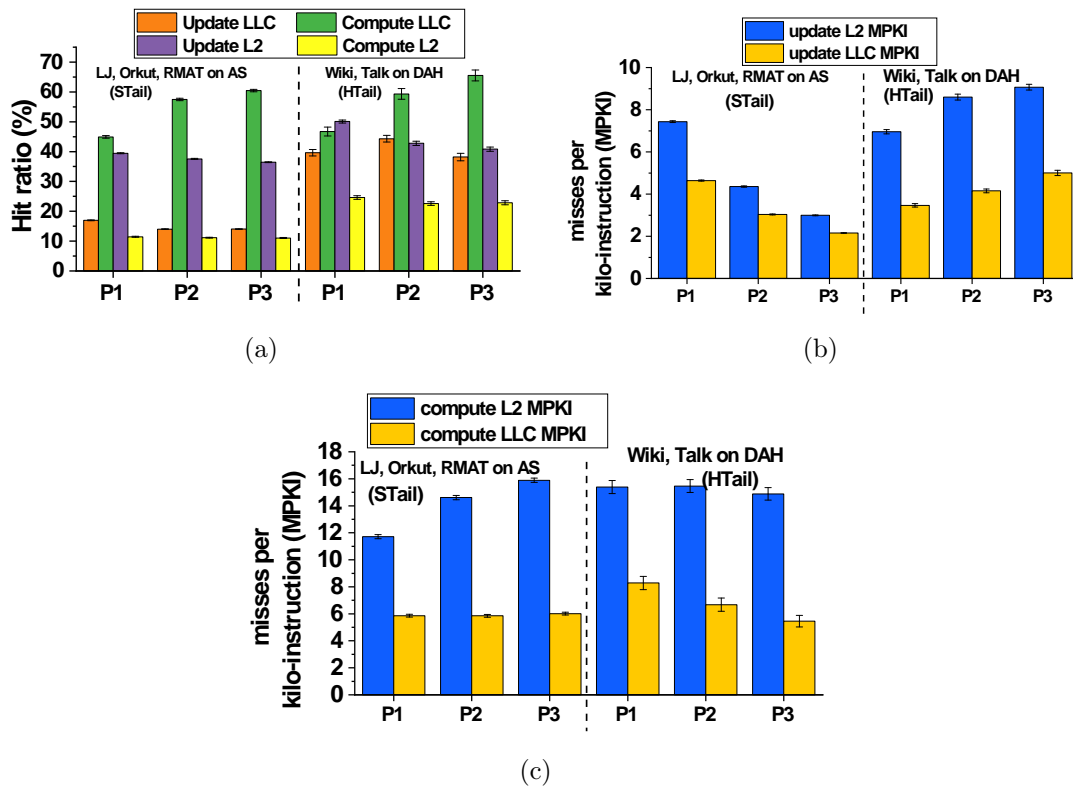 Update LLC Compute LLC
Update L2 Compute L2
70
60
50
40
30
20
10
0
Hit ratio (%)
LJ, Orkut, RMAT on AS
(STail)
Wiki, Talk on DAH
(HTail)
P1 P2 P3 P1 P2 P3
(a)
update L2 MPKI
update LLC MPKI
10
8
6
4
2
0
misses per
kilo-instruction (MPKI)
LJ, Orkut, RMAT on AS
(STail)
Wiki, Talk on DAH
(HTail)
P1 P2 P3 P1 P2 P3
(b)
compute L2 MPKI
compute LLC MPKI
18
16
14
12
10
8
6
4
2
0
misses per
kilo-instruction (MPKI)
LJ, Orkut, RMAT on AS
(STail)
Wiki, Talk on DAH
(HTail)
P1 P2 P3 P1 P2 P3
(c)